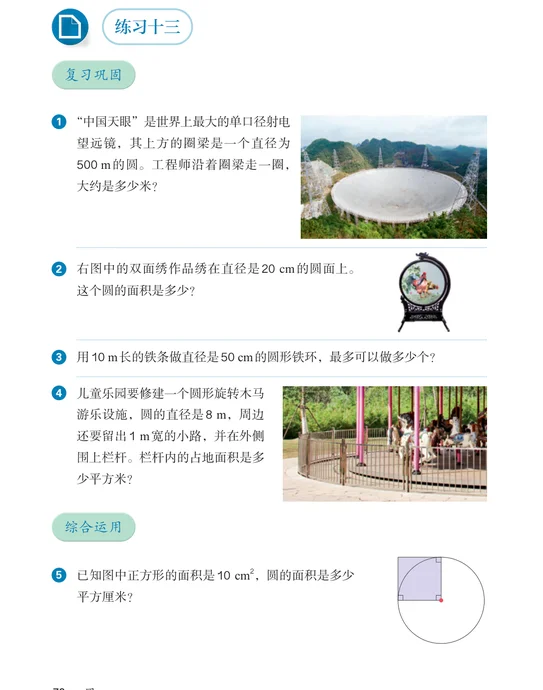 练习十三
复习巩固
1 “中国天眼”是世界上最大的单口径射电
望远镜，其上方的圈梁是一个直径为
500 m的圆。工程师沿着圈梁走一圈，
大约是多少米？
2 右图中的双面绣作品绣在直径是20 cm的圆面上。
这个圆的面积是多少？
3 用10 m长的铁条做直径是50 cm的圆形铁环，最多可以做多少个？
4 儿童乐园要修建一个圆形旋转木马
游乐设施，圆的直径是8 m，周边
还要留出1 m宽的小路，并在外侧
围上栏杆。栏杆内的占地面积是多
少平方米？
综合运用
5 已知图中正方形的面积是10 cm²，圆的面积是多少
平方厘米？